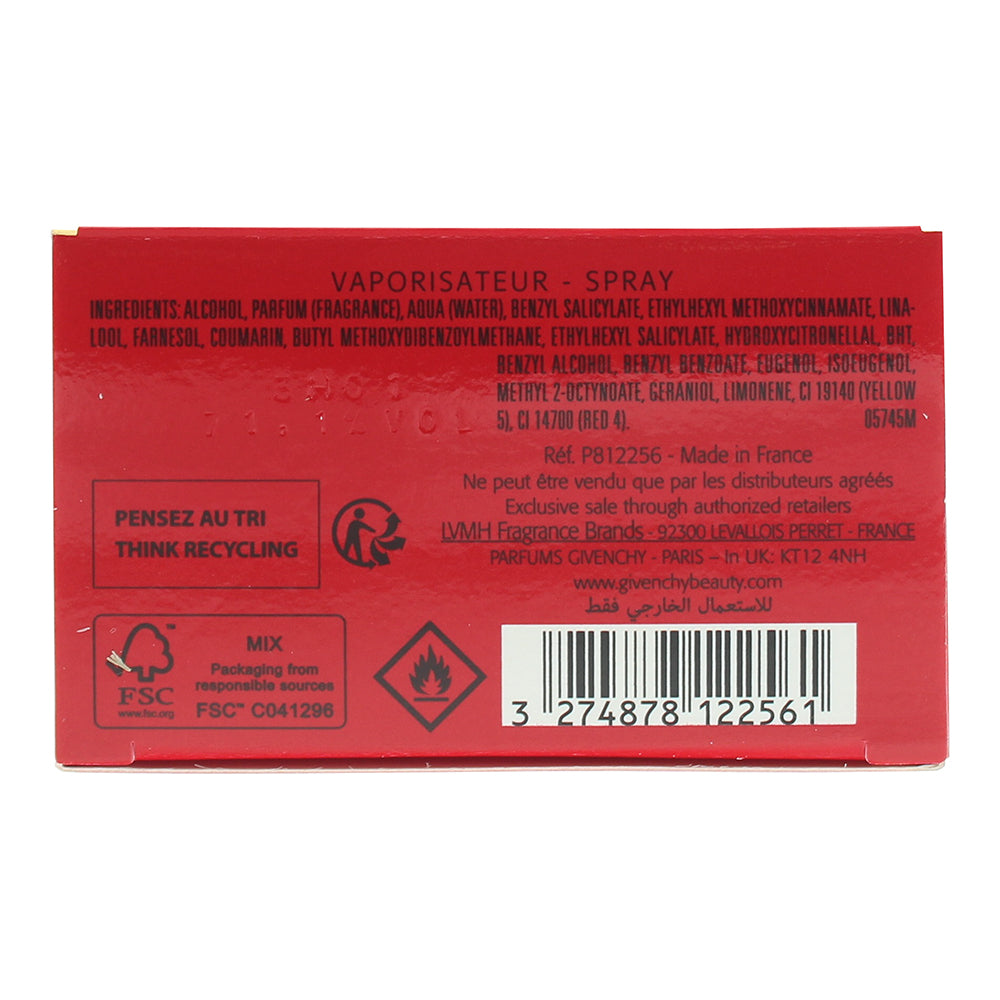 VAPORISATEUR - SPRAY
INGREDIENTS: ALCOHOL, PARFUM (FRAGRANCE), AQUA (WATER), BENZYL SALICYLATE, ETHYLHEXYL METHOXYCINNAMATE, LINA-
LOOL, FARNESOL, COUMARIN, BUTYL METHOXYDIBENZOYLMETHANE, ETHYLHEXYL SALICYLATE, HYDROXYCITRONELLAL, BHT,
BENZYL ALCOHOL, BENZYL BENZOATE, EUGENOL, ISOEUGENOL,
METHYL 2-OCTYNOATE, GERANIOL, LIMONENE, CI 19140 (YELLOW
5), CI 14700 (RED 4). 05745M
Réf. P812256 - Made in France
Ne peut être vendu que par les distributeurs agréés
Exclusive sale through authorized retailers
LVMH Fragrance Brands - 92300 LEVALLOIS PERRET - FRANCE
PARFUMS GIVENCHY - PARIS – In UK: KT12 4NH
www.givenchybeauty.com
للاستعمال الخارجي فقط
PENSEZ AU TRI
THINK RECYCLING
FSC
www.fsc.org
MIX
Packaging from
responsible sources
FSC™ C041296
3 274878 122561